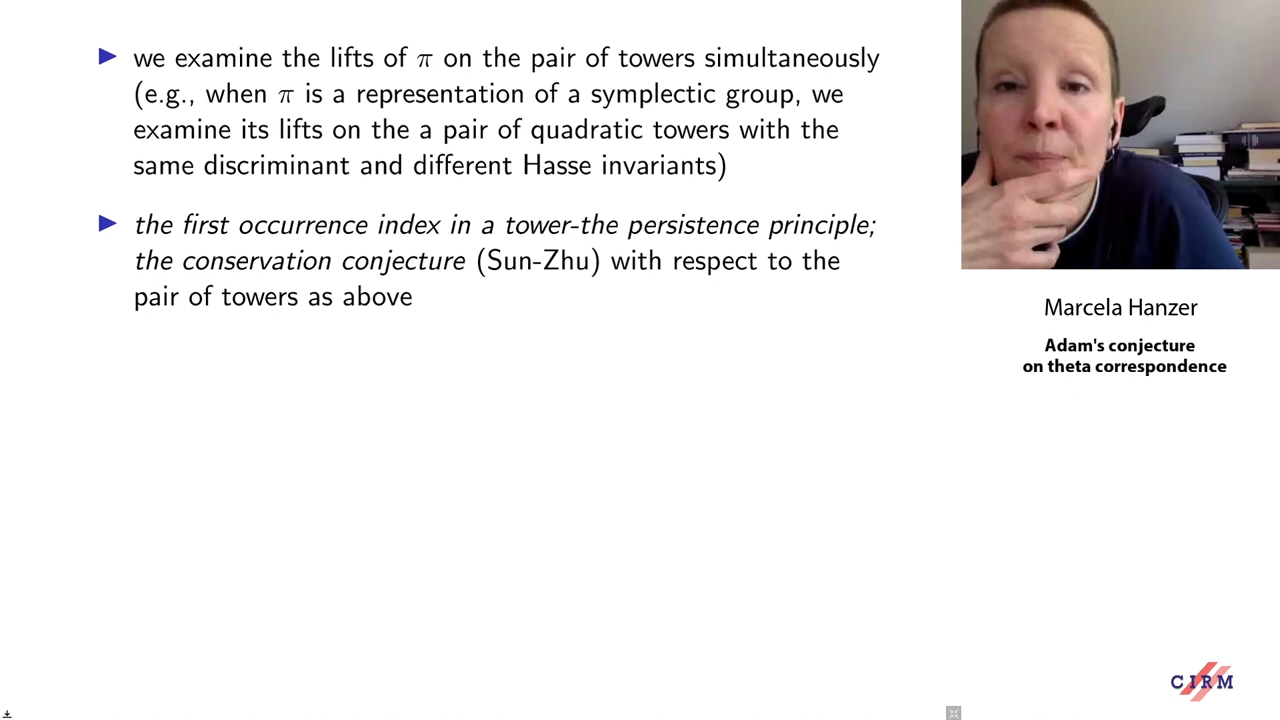 ▶ we examine the lifts of π on the pair of towers simultaneously
(e.g., when π is a representation of a symplectic group, we
examine its lifts on the a pair of quadratic towers with the
same discriminant and different Hasse invariants)
▶ the first occurrence index in a tower-the persistence principle;
the conservation conjecture (Sun-Zhu) with respect to the
pair of towers as above
Marcela Hanzer
Adam's conjecture
on theta correspondence
CIRM